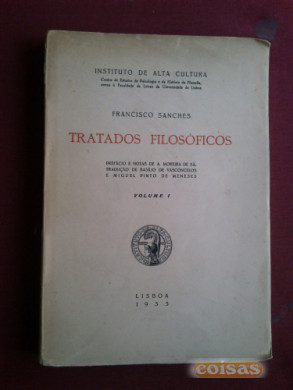 INSTITUTO DE ALTA CULTURA
Centro de Estudos de Psicologia e de História da Filosofia,
anexo à Faculdade de Letras da Universidade de Lisboa
FRANCISCO SANCHES
TRATADOS FILOSÓFICOS
PREFÁCIO E NOTAS DE A. MOREIRA DE SÁ.
TRADUÇÃO DE BASÍLIO DE VASCONCELOS
E MIGUEL PINTO DE MENESES
VOLUME I
LISBOA
1955
coisas